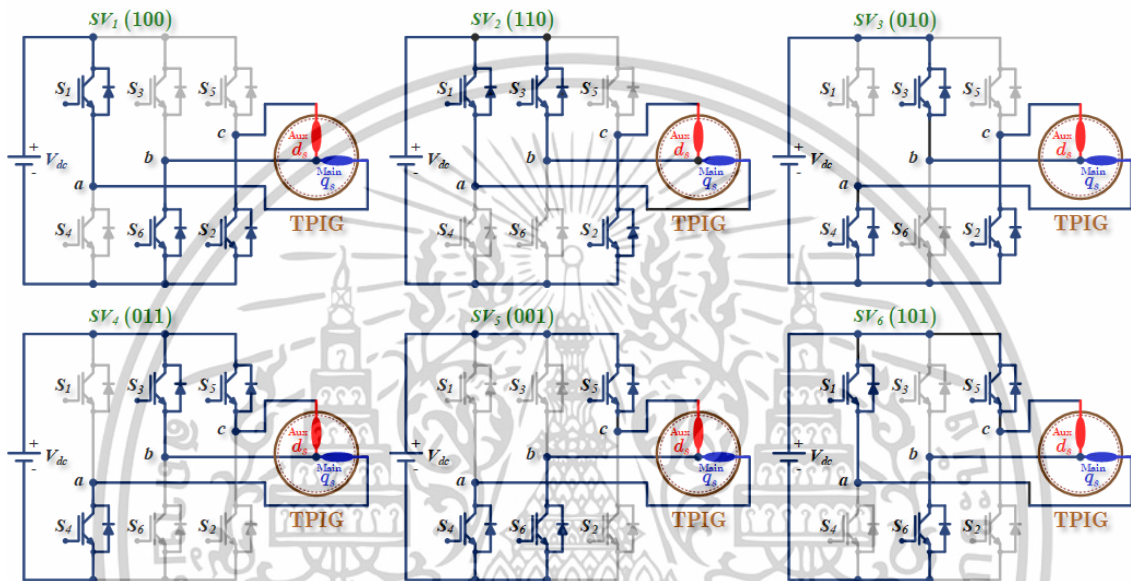 SV1 (100)
S1
S3
S5
c
Aux
ds
+
Vdc
-
b
Main
qs
a
TPIG
S4
S6
S2
SV2 (110)
S1
S3
S5
c
Aux
ds
+
Vdc
-
b
Main
qs
a
TPIG
S4
S6
S2
SV3 (010)
S1
S3
S5
c
Aux
ds
+
Vdc
-
b
Main
qs
a
TPIG
S4
S6
S2
SV4 (011)
S1
S3
S5
c
Aux
ds
+
Vdc
-
b
Main
qs
a
TPIG
S4
S6
S2
SV5 (001)
S1
S3
S5
c
Aux
ds
+
Vdc
-
b
Main
qs
a
TPIG
S4
S6
S2
SV6 (101)
S1
S3
S5
c
Aux
ds
+
Vdc
-
b
Main
qs
a
TPIG
S4
S6
S2